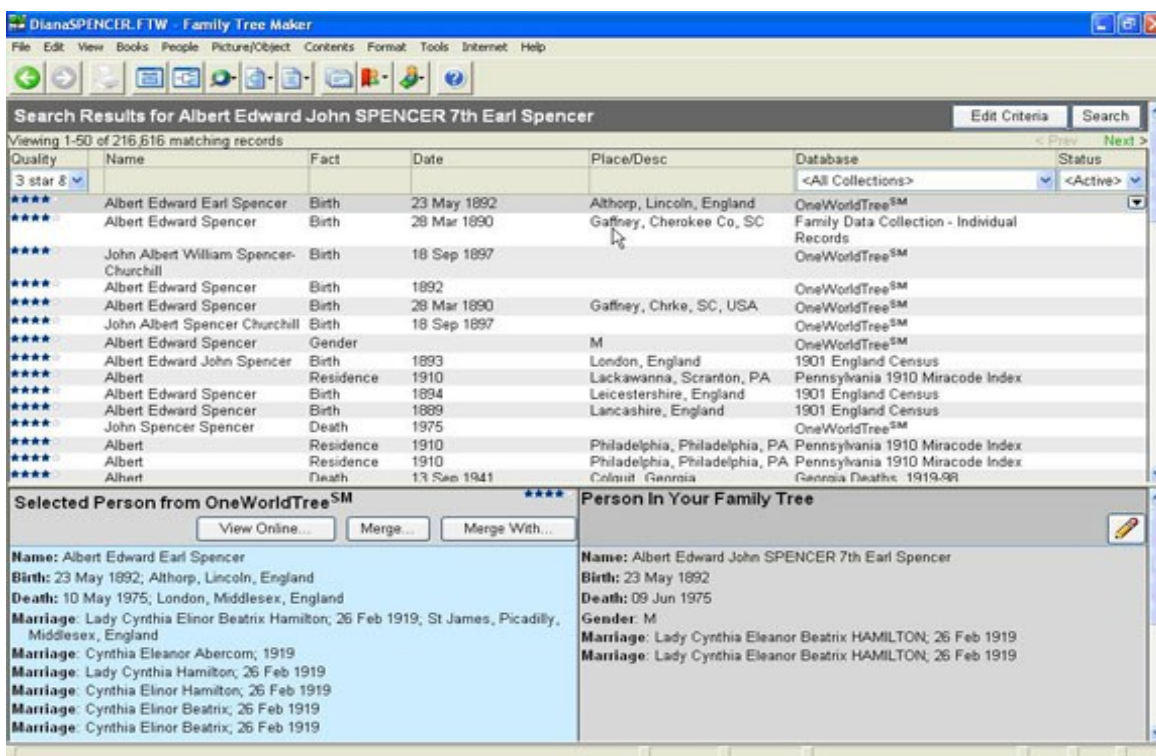 DianaSPENCER.FTW - Family Tree Maker
File Edit View Books People Picture/Object Contents Format Tools Internet Help
Search Results for Albert Edward John SPENCER 7th Earl Spencer Edit Criteria Search
Viewing 1-50 of 216,616 matching records < Prev Next >
Quality Name Fact Date Place/Desc Database Status
3 star & <All Collections> <Active>
Albert Edward Earl Spencer Birth 23 May 1892 Althorp, Lincoln, England OneWorldTreeSM
Albert Edward Spencer Birth 28 Mar 1890 Gaffney, Cherokee Co, SC Family Data Collection - Individual
Records
John Albert William Spencer- Birth 18 Sep 1897 OneWorldTreeSM
Churchill
Albert Edward Spencer Birth 1892 OneWorldTreeSM
Albert Edward Spencer Birth 28 Mar 1890 Gaffney, Chrke, SC, USA OneWorldTreeSM
John Albert Spencer Churchill Birth 18 Sep 1897 OneWorldTreeSM
Albert Edward Spencer Gender M OneWorldTreeSM
Albert Edward John Spencer Birth 1893 London, England 1901 England Census
Albert Residence 1910 Lackawanna, Scranton, PA Pennsylvania 1910 Miracode Index
Albert Edward Spencer Birth 1894 Leicestershire, England 1901 England Census
Albert Edward Spencer Birth 1889 Lancashire, England 1901 England Census
John Spencer Spencer Death 1975 OneWorldTreeSM
Albert Residence 1910 Philadelphia, Philadelphia, PA Pennsylvania 1910 Miracode Index
Albert Residence 1910 Philadelphia, Philadelphia, PA Pennsylvania 1910 Miracode Index
Albert Death 13 Sep 1941 Colquit, Georgia Georgia Deaths, 1919-98
Selected Person from OneWorldTreeSM
View Online... Merge... Merge With...
Name: Albert Edward Earl Spencer
Birth: 23 May 1892; Althorp, Lincoln, England
Death: 10 May 1975; London, Middlesex, England
Marriage: Lady Cynthia Elinor Beatrix Hamilton; 26 Feb 1919; St James, Picadilly,
Middlesex, England
Marriage: Cynthia Eleanor Abercorn; 1919
Marriage: Lady Cynthia Hamilton; 26 Feb 1919
Marriage: Cynthia Elinor Hamilton; 26 Feb 1919
Marriage: Cynthia Elinor Beatrix; 26 Feb 1919
Marriage: Cynthia Elinor Beatrix; 26 Feb 1919
Person In Your Family Tree
Name: Albert Edward John SPENCER 7th Earl Spencer
Birth: 23 May 1892
Death: 09 Jun 1975
Gender: M
Marriage: Lady Cynthia Eleanor Beatrix HAMILTON; 26 Feb 1919
Marriage: Lady Cynthia Eleanor Beatrix HAMILTON; 26 Feb 1919